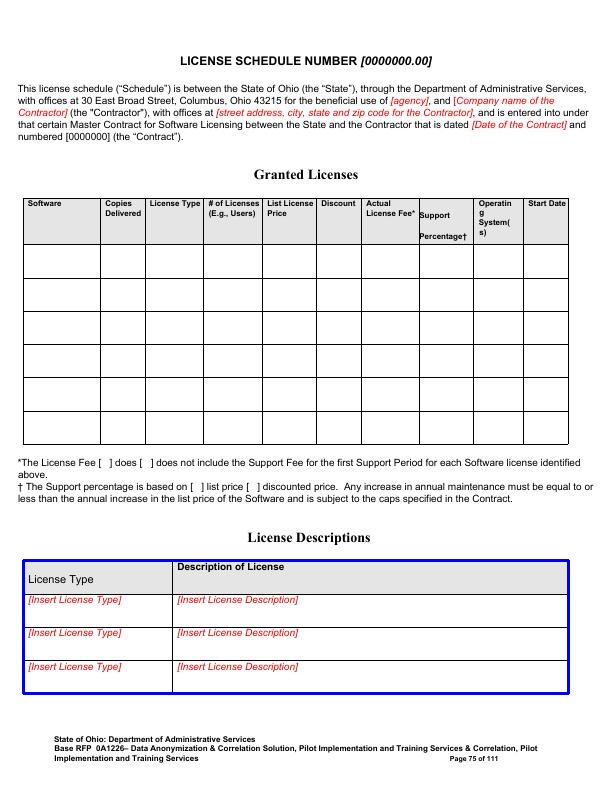 LICENSE SCHEDULE NUMBER [0000000.00]
This license schedule (“Schedule”) is between the State of Ohio (the “State”), through the Department of Administrative Services,
with offices at 30 East Broad Street, Columbus, Ohio 43215 for the beneficial use of [agency], and [Company name of the
Contractor] (the "Contractor"), with offices at [street address, city, state and zip code for the Contractor], and is entered into under
that certain Master Contract for Software Licensing between the State and the Contractor that is dated [Date of the Contract] and
numbered [0000000] (the “Contract”).
Granted Licenses
Software Copies License Type # of Licenses List License Discount Actual Support Operatin Start Date
Delivered (E.g., Users) Price License Fee* g
Percentage† System(
s)
*The License Fee [ ] does [ ] does not include the Support Fee for the first Support Period for each Software license identified
above.
† The Support percentage is based on [ ] list price [ ] discounted price. Any increase in annual maintenance must be equal to or
less than the annual increase in the list price of the Software and is subject to the caps specified in the Contract.
License Descriptions
License Type Description of License
[Insert License Type] [Insert License Description]
[Insert License Type] [Insert License Description]
[Insert License Type] [Insert License Description]
State of Ohio: Department of Administrative Services
Base RFP 0A1226– Data Anonymization & Correlation Solution, Pilot Implementation and Training Services & Correlation, Pilot
Implementation and Training Services Page 75 of 111